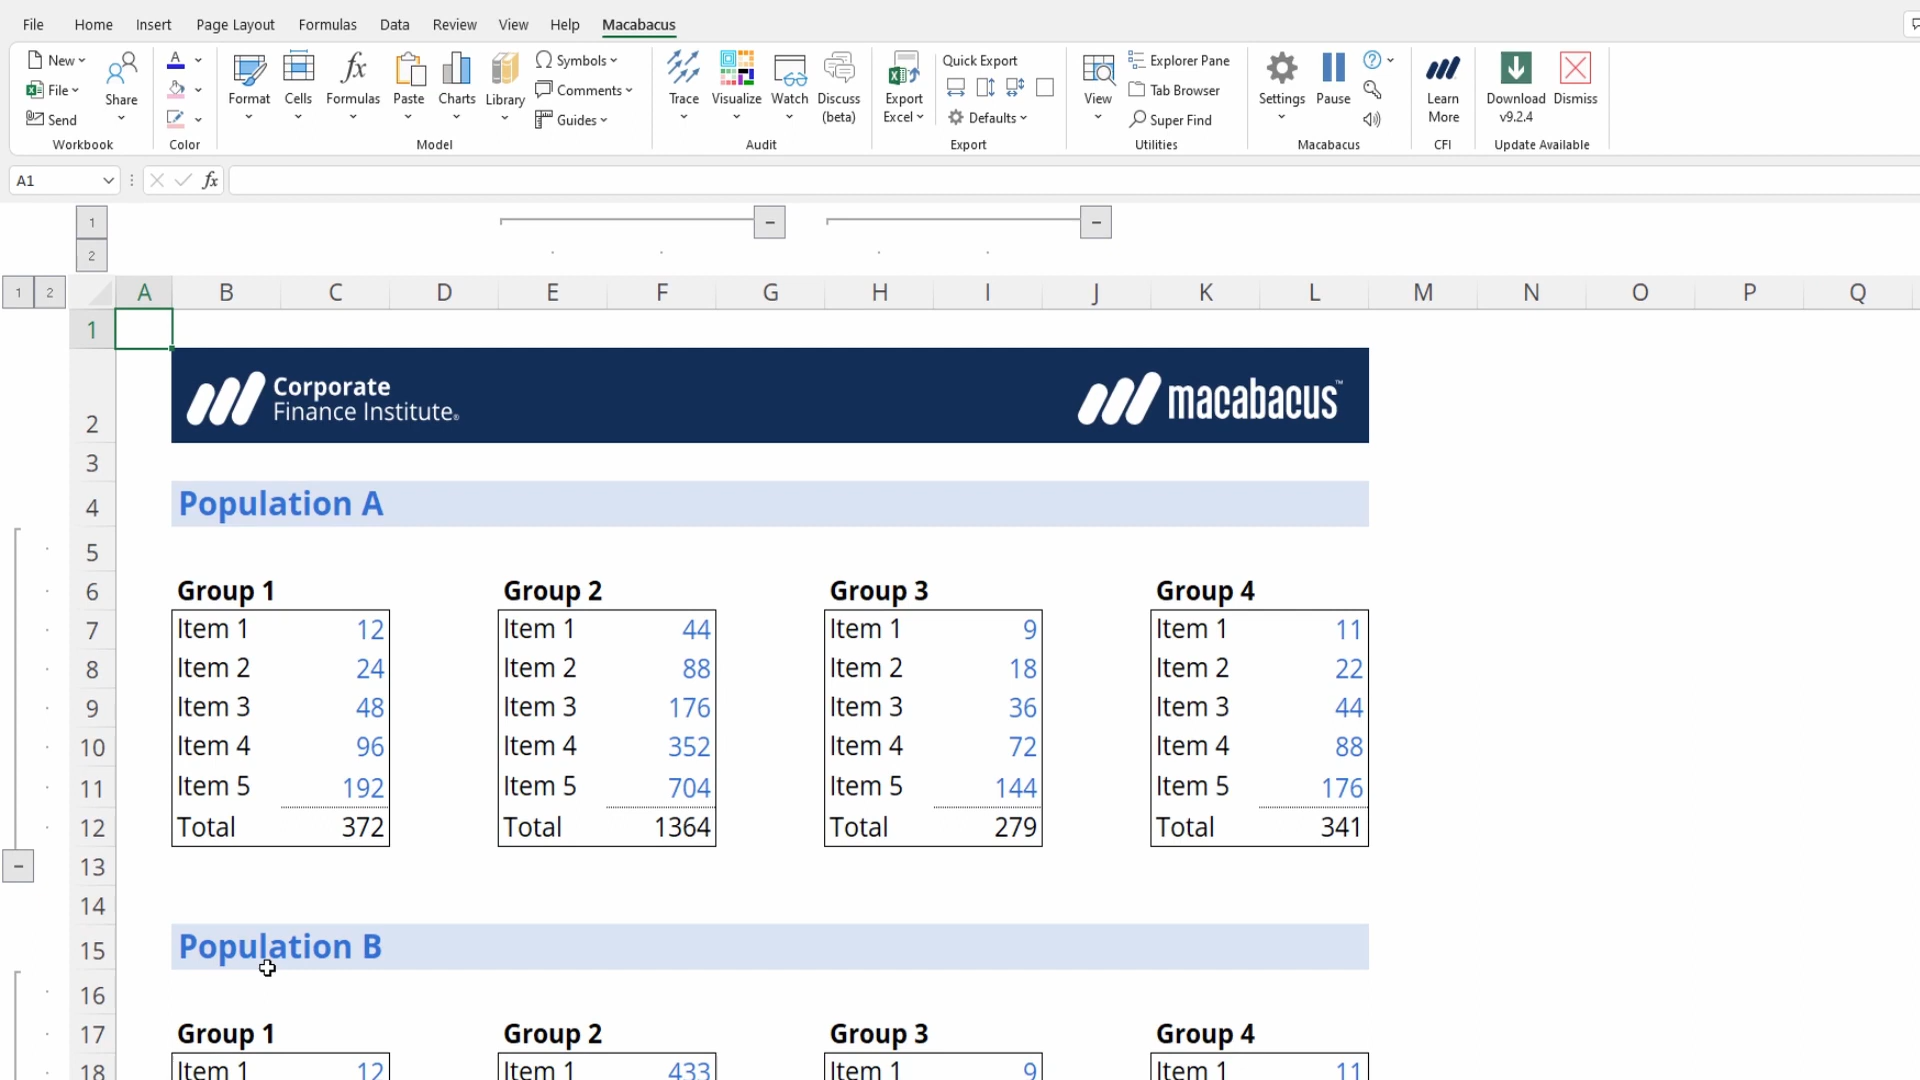 File Home Insert Page Layout Formulas Data Review View Help Macabacus
New
File
Send
Share
Workbook
A
Color
Format Cells Formulas Paste Charts Library
Symbols
Comments
Guides
Model
Trace Visualize Watch Discuss
(beta)
Audit
Export
Excel
Quick Export
Defaults
Export
View
Explorer Pane
Tab Browser
Super Find
Utilities
Settings Pause
?
Macabacus
Learn
More
CFI
Download
v9.2.4
Dismiss
Update Available
A1 fx
1
2
1 2 A B C D E F G H I J K L M N O P Q
1
2 Corporate
Finance Institute® macabacus™
3
4 Population A
5
6 Group 1 Group 2 Group 3 Group 4
7 Item 1 12 Item 1 44 Item 1 9 Item 1 11
8 Item 2 24 Item 2 88 Item 2 18 Item 2 22
9 Item 3 48 Item 3 176 Item 3 36 Item 3 44
10 Item 4 96 Item 4 352 Item 4 72 Item 4 88
11 Item 5 192 Item 5 704 Item 5 144 Item 5 176
12 Total 372 Total 1364 Total 279 Total 341
13
14
15 Population B
16
17 Group 1 Group 2 Group 3 Group 4
18 Item 1 12 Item 1 433 Item 1 9 Item 1 11